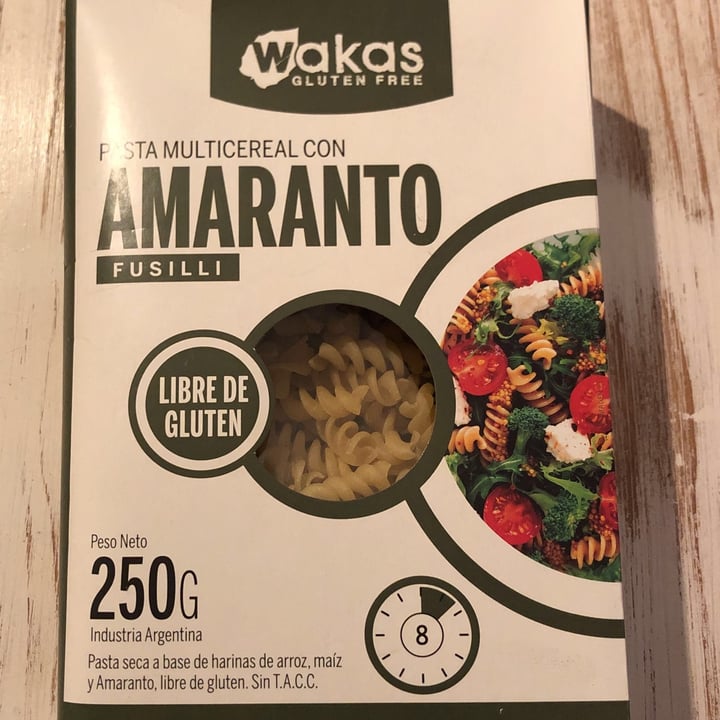 wakas
GLUTEN FREE
PASTA MULTICEREAL CON
AMARANTO
FUSILLI
LIBRE DE
GLUTEN
Peso Neto
250G
Industria Argentina
8
Pasta seca a base de harinas de arroz, maíz
y Amaranto, libre de gluten. Sin T.A.C.C.